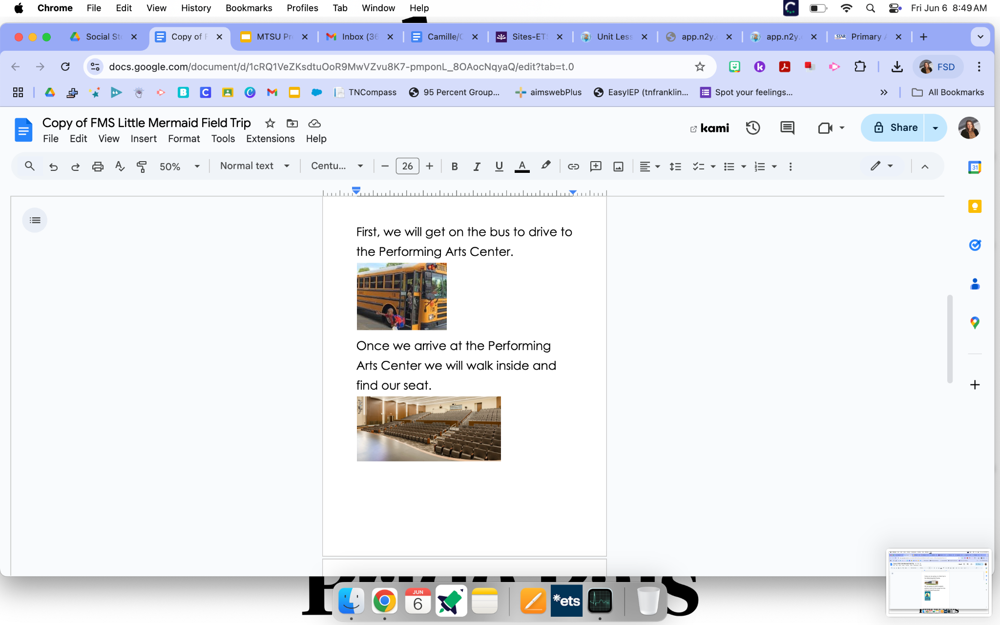 Chrome File Edit View History Bookmarks Profiles Tab Window Help Fri Jun 6 8:49 AM
Social St Copy of F MTSU Pr Inbox (36 Camille/C Sites-ET Unit Less app.n2y. app.n2y. STAR Primary
docs.google.com/document/d/1cRQ1VeZKsdtuOoR9MwVZvu8K7-pmponL_8OAocNqyaQ/edit?tab=t.0 FSD
TNCompass 95 Percent Group... aimswebPlus EasyIEP (tnfranklin... Spot your feelings... All Bookmarks
Copy of FMS Little Mermaid Field Trip
File Edit View Insert Format Tools Extensions Help
kami Share
50% Normal text Centu... 26 B I U A
31
First, we will get on the bus to drive to
the Performing Arts Center.
Once we arrive at the Performing
Arts Center we will walk inside and
find our seat.
JUN
6
*ets